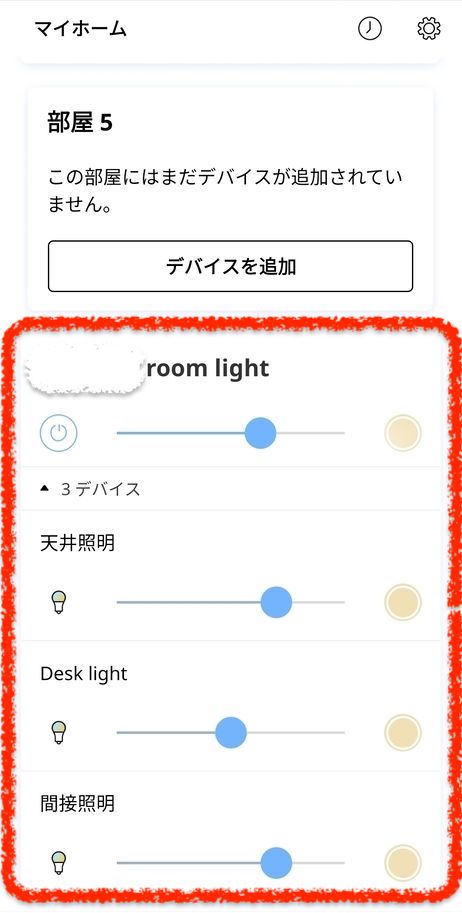 マイホーム
部屋 5
この部屋にはまだデバイスが追加されてい
ません。
デバイスを追加
room light
3 デバイス
天井照明
Desk light
間接照明